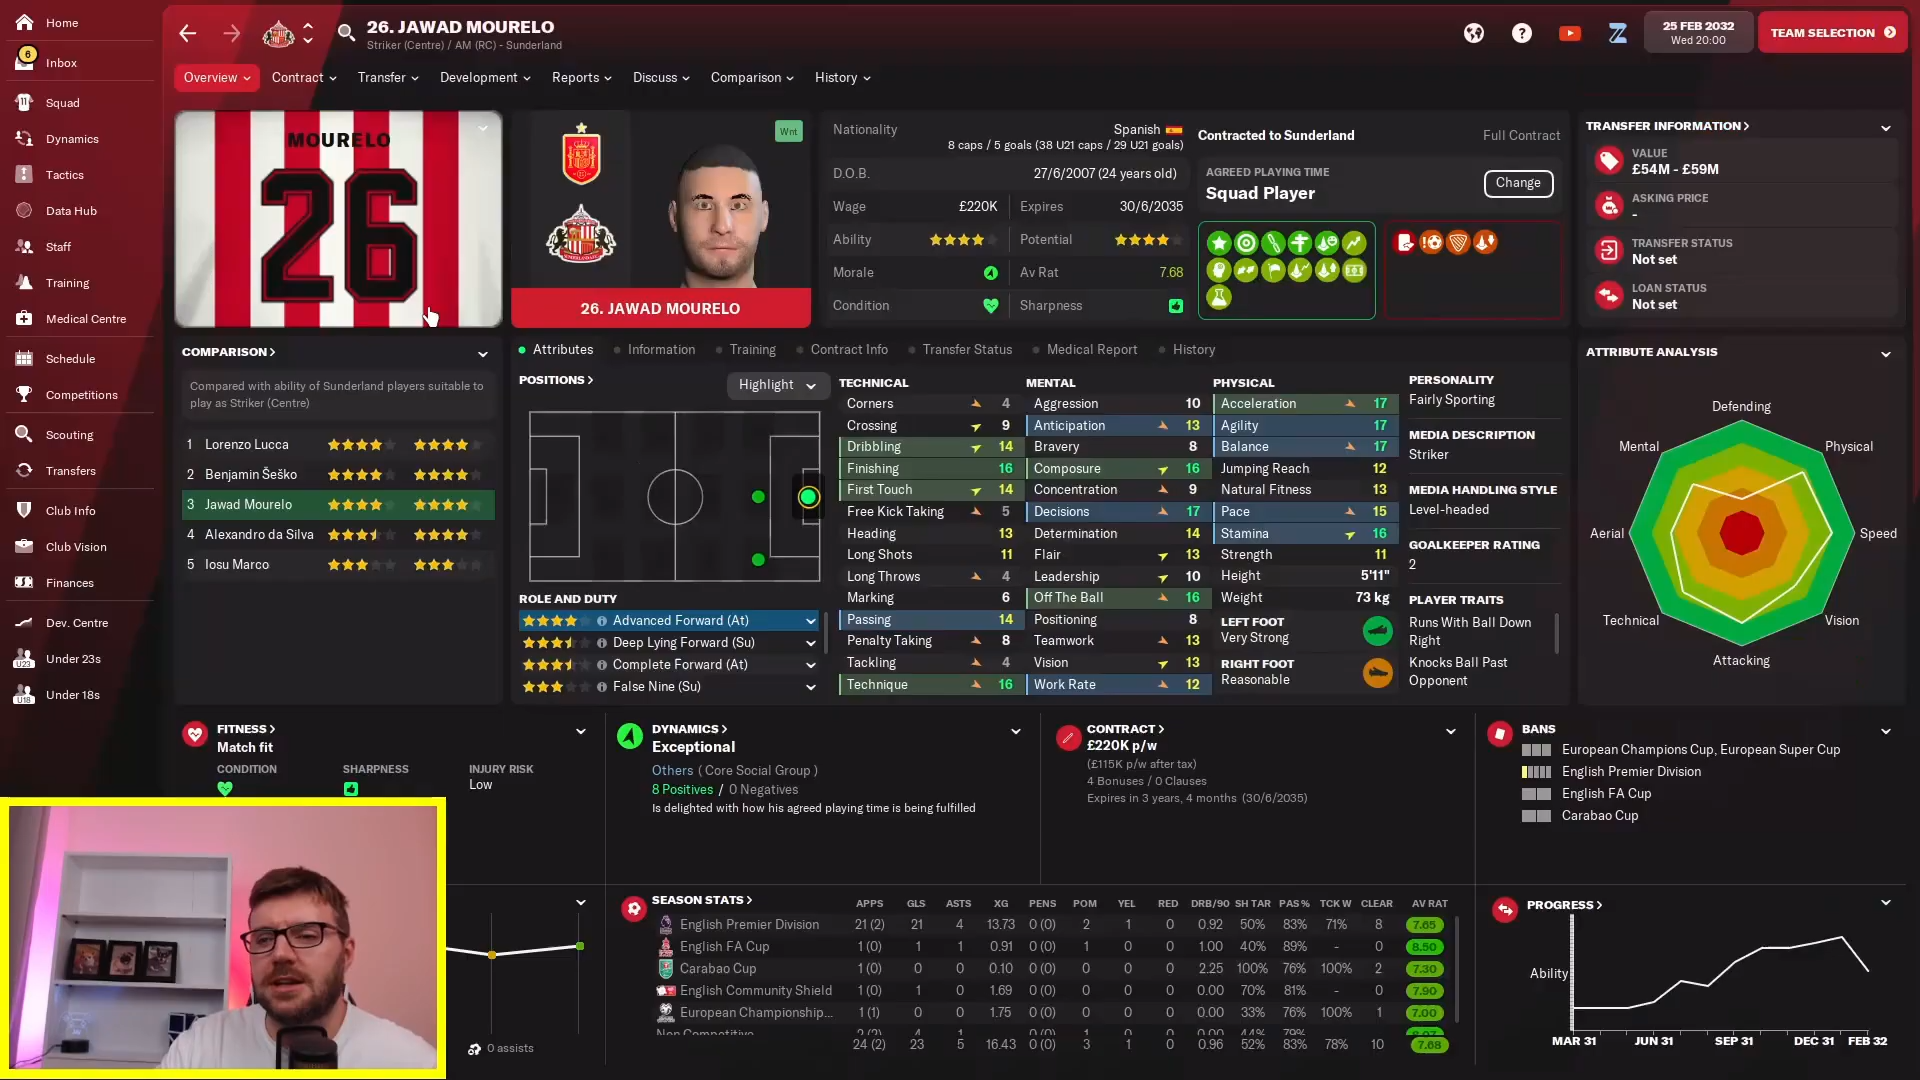 Home
6
Inbox
Squad
Dynamics
Tactics
Data Hub
Staff
Training
Medical Centre
Schedule
Competitions
Scouting
Transfers
Club Info
Club Vision
Finances
Dev. Centre
U23
Under 23s
U18
Under 18s
26. JAWAD MOURELO
Striker (Centre) / AM (RC) - Sunderland
25 FEB 2032
Wed 20:00
TEAM SELECTION
Overview
Contract
Transfer
Development
Reports
Discuss
Comparison
History
MOURELO
26
Wnt
26. JAWAD MOURELO
Nationality Spanish
8 caps / 5 goals (38 U21 caps / 29 U21 goals)
D.O.B. 27/6/2007 (24 years old)
Wage £220K Expires 30/6/2035
Ability Potential
Morale Av Rat 7.68
Condition Sharpness
Contracted to Sunderland Full Contract
AGREED PLAYING TIME
Squad Player
Change
TRANSFER INFORMATION >
VALUE
£54M - £59M
ASKING PRICE
-
TRANSFER STATUS
Not set
LOAN STATUS
Not set
COMPARISON >
Compared with ability of Sunderland players suitable to
play as Striker (Centre)
1 Lorenzo Lucca
2 Benjamin Šeško
3 Jawad Mourelo
4 Alexandro da Silva
5 Iosu Marco
Attributes Information Training Contract Info Transfer Status Medical Report History
POSITIONS >
Highlight
ROLE AND DUTY
Advanced Forward (At)
Deep Lying Forward (Su)
Complete Forward (At)
False Nine (Su)
TECHNICAL
Corners 4
Crossing 9
Dribbling 14
Finishing 16
First Touch 14
Free Kick Taking 5
Heading 13
Long Shots 11
Long Throws 4
Marking 6
Passing 14
Penalty Taking 8
Tackling 4
Technique 16
MENTAL
Aggression 10
Anticipation 13
Bravery 8
Composure 16
Concentration 9
Decisions 17
Determination 14
Flair 13
Leadership 10
Off The Ball 16
Positioning 8
Teamwork 13
Vision 13
Work Rate 12
PHYSICAL
Acceleration 17
Agility 17
Balance 17
Jumping Reach 12
Natural Fitness 13
Pace 15
Stamina 16
Strength 11
Height 5'11"
Weight 73 kg
LEFT FOOT
Very Strong
RIGHT FOOT
Reasonable
PERSONALITY
Fairly Sporting
MEDIA DESCRIPTION
Striker
MEDIA HANDLING STYLE
Level-headed
GOALKEEPER RATING
2
PLAYER TRAITS
Runs With Ball Down
Right
Knocks Ball Past
Opponent
ATTRIBUTE ANALYSIS
Defending
Mental Physical
Aerial Speed
Technical Vision
Attacking
FITNESS >
Match fit
CONDITION SHARPNESS INJURY RISK
Low
DYNAMICS >
Exceptional
Others ( Core Social Group )
8 Positives / 0 Negatives
Is delighted with how his agreed playing time is being fulfilled
CONTRACT >
£220K p/w
(£115K p/w after tax)
4 Bonuses / 0 Clauses
Expires in 3 years, 4 months (30/6/2035)
BANS
European Champions Cup, European Super Cup
English Premier Division
English FA Cup
Carabao Cup
0 assists
SEASON STATS > APPS GLS ASTS XG PENS POM YEL RED DRB/90 SH TAR PAS % TCK W CLEAR AV RAT
English Premier Division 21 (2) 21 4 13.73 0 (0) 2 1 0 0.92 50% 83% 71% 8 7.65
English FA Cup 1 (0) 1 1 0.91 0 (0) 1 0 0 1.00 40% 89% - 0 8.50
Carabao Cup 1 (0) 0 0 0.10 0 (0) 0 0 0 2.25 100% 76% 100% 2 7.30
English Community Shield 1 (0) 1 0 1.69 0 (0) 0 0 0 0.00 70% 81% - 0 7.90
European Championship... 1 (1) 0 0 1.75 0 (0) 0 0 0 0.00 33% 76% 100% 1 7.00
24 (2) 23 5 16.43 0 (0) 3 1 0 0.96 52% 83% 78% 10 7.68
PROGRESS >
Ability
MAR 31 JUN 31 SEP 31 DEC 31 FEB 32